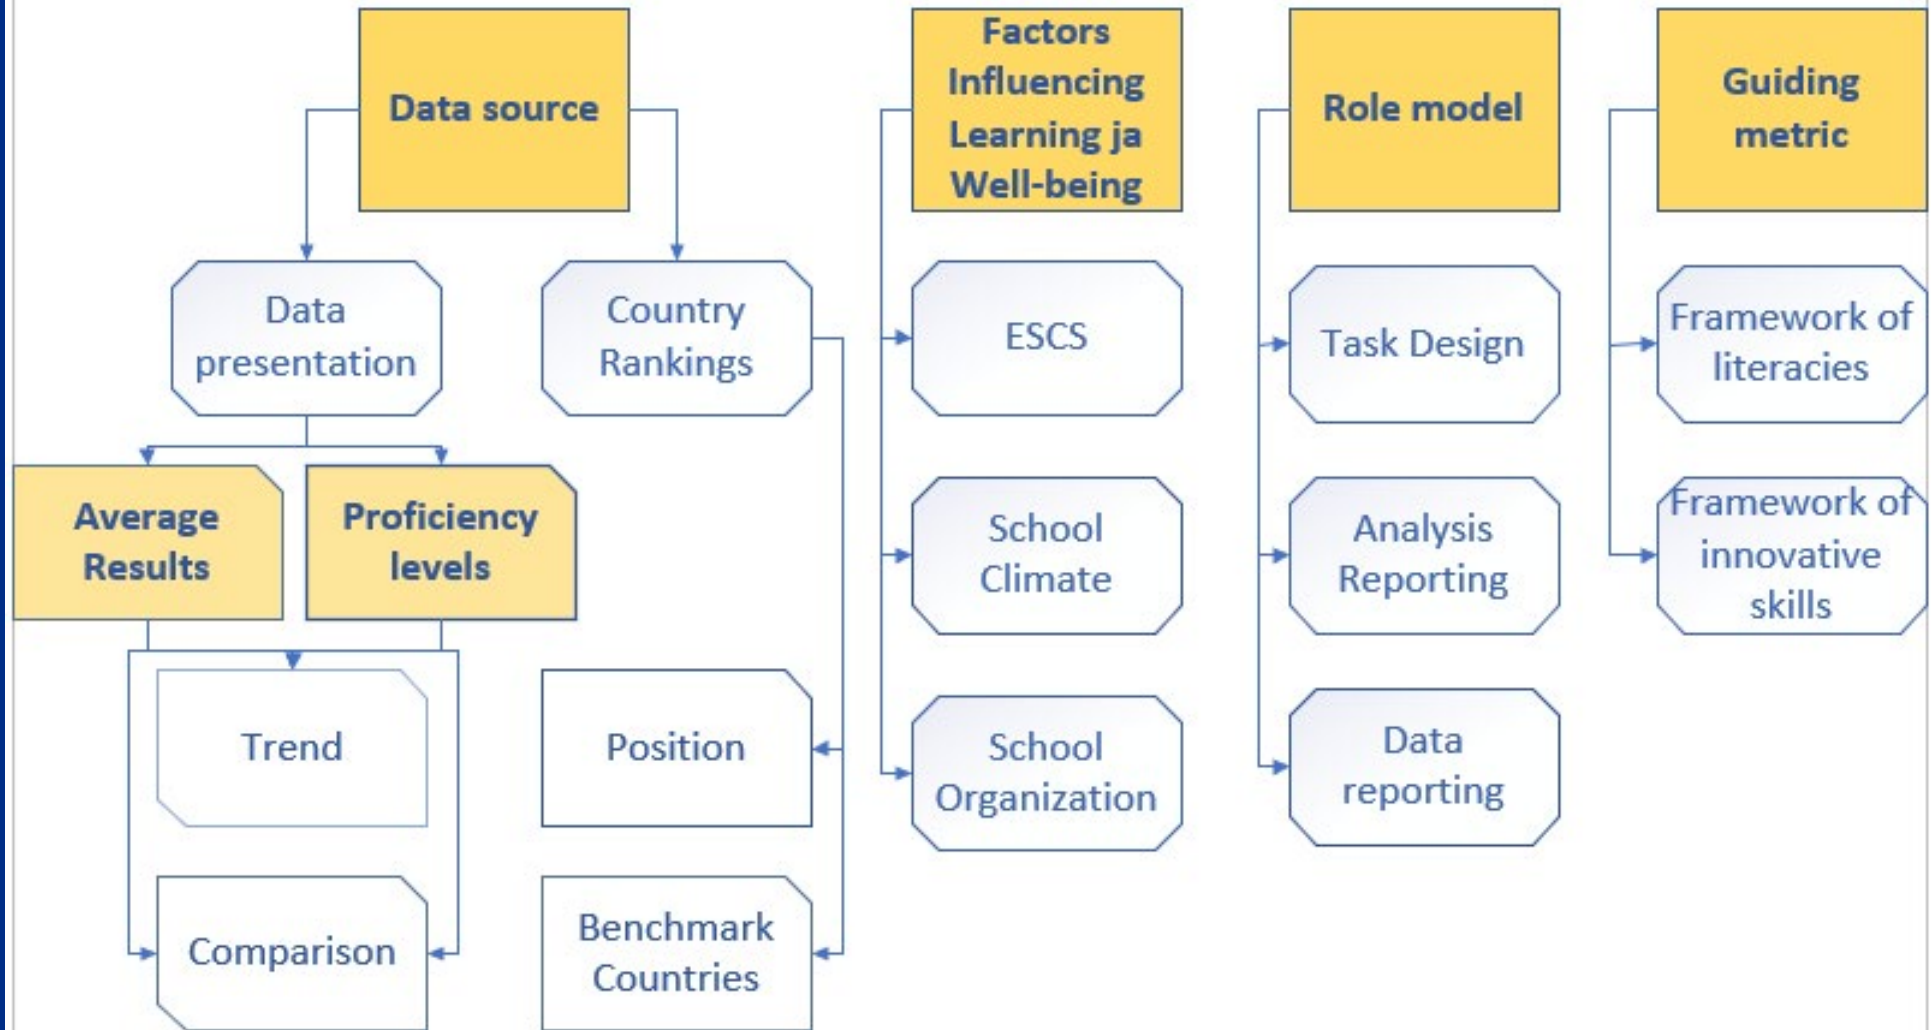 Data source
Factors
Influencing
Learning ja
Well-being
Role model
Guiding
metric
Data
presentation
Country
Rankings
ESCS
Task Design
Framework of
literacies
Average
Results
Proficiency
levels
School
Climate
Analysis
Reporting
Framework of
innovative
skills
Trend
Position
School
Organization
Data
reporting
Comparison
Benchmark
Countries